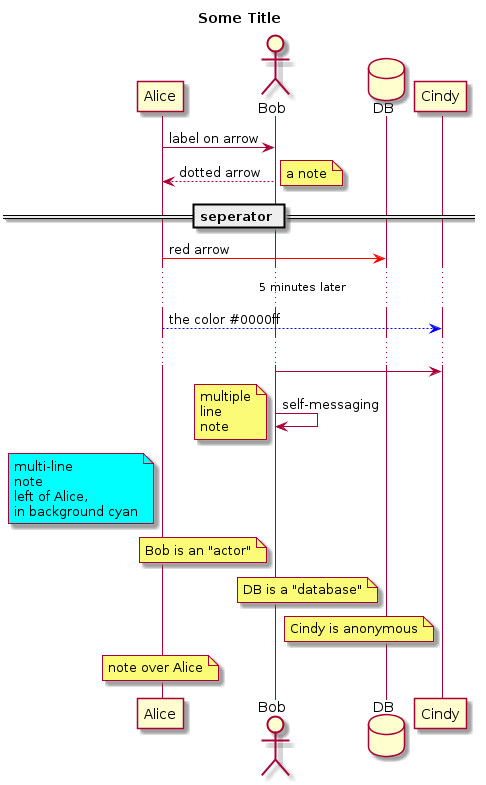 Some Title
Alice
Bob
DB
Cindy
label on arrow
dotted arrow
a note
seperator
red arrow
5 minutes later
the color #0000ff
multiple
line
note
self-messaging
multi-line
note
left of Alice,
in background cyan
Bob is an "actor"
DB is a "database"
Cindy is anonymous
note over Alice
Alice
Bob
DB
Cindy